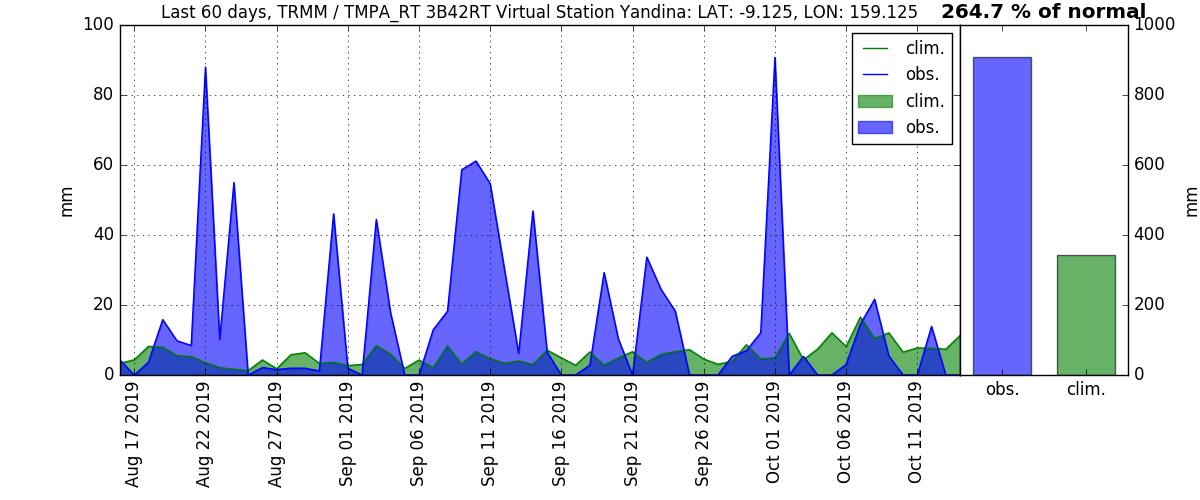 Last 60 days, TRMM / TMPA_RT 3B42RT Virtual Station Yandina: LAT: -9.125, LON: 159.125
264.7 % of normal
100
80
60
40
20
0
mm
clim.
obs.
clim.
obs.
1000
800
600
400
200
0
mm
obs.
clim.
Aug 17 2019
Aug 22 2019
Aug 27 2019
Sep 01 2019
Sep 06 2019
Sep 11 2019
Sep 16 2019
Sep 21 2019
Sep 26 2019
Oct 01 2019
Oct 06 2019
Oct 11 2019